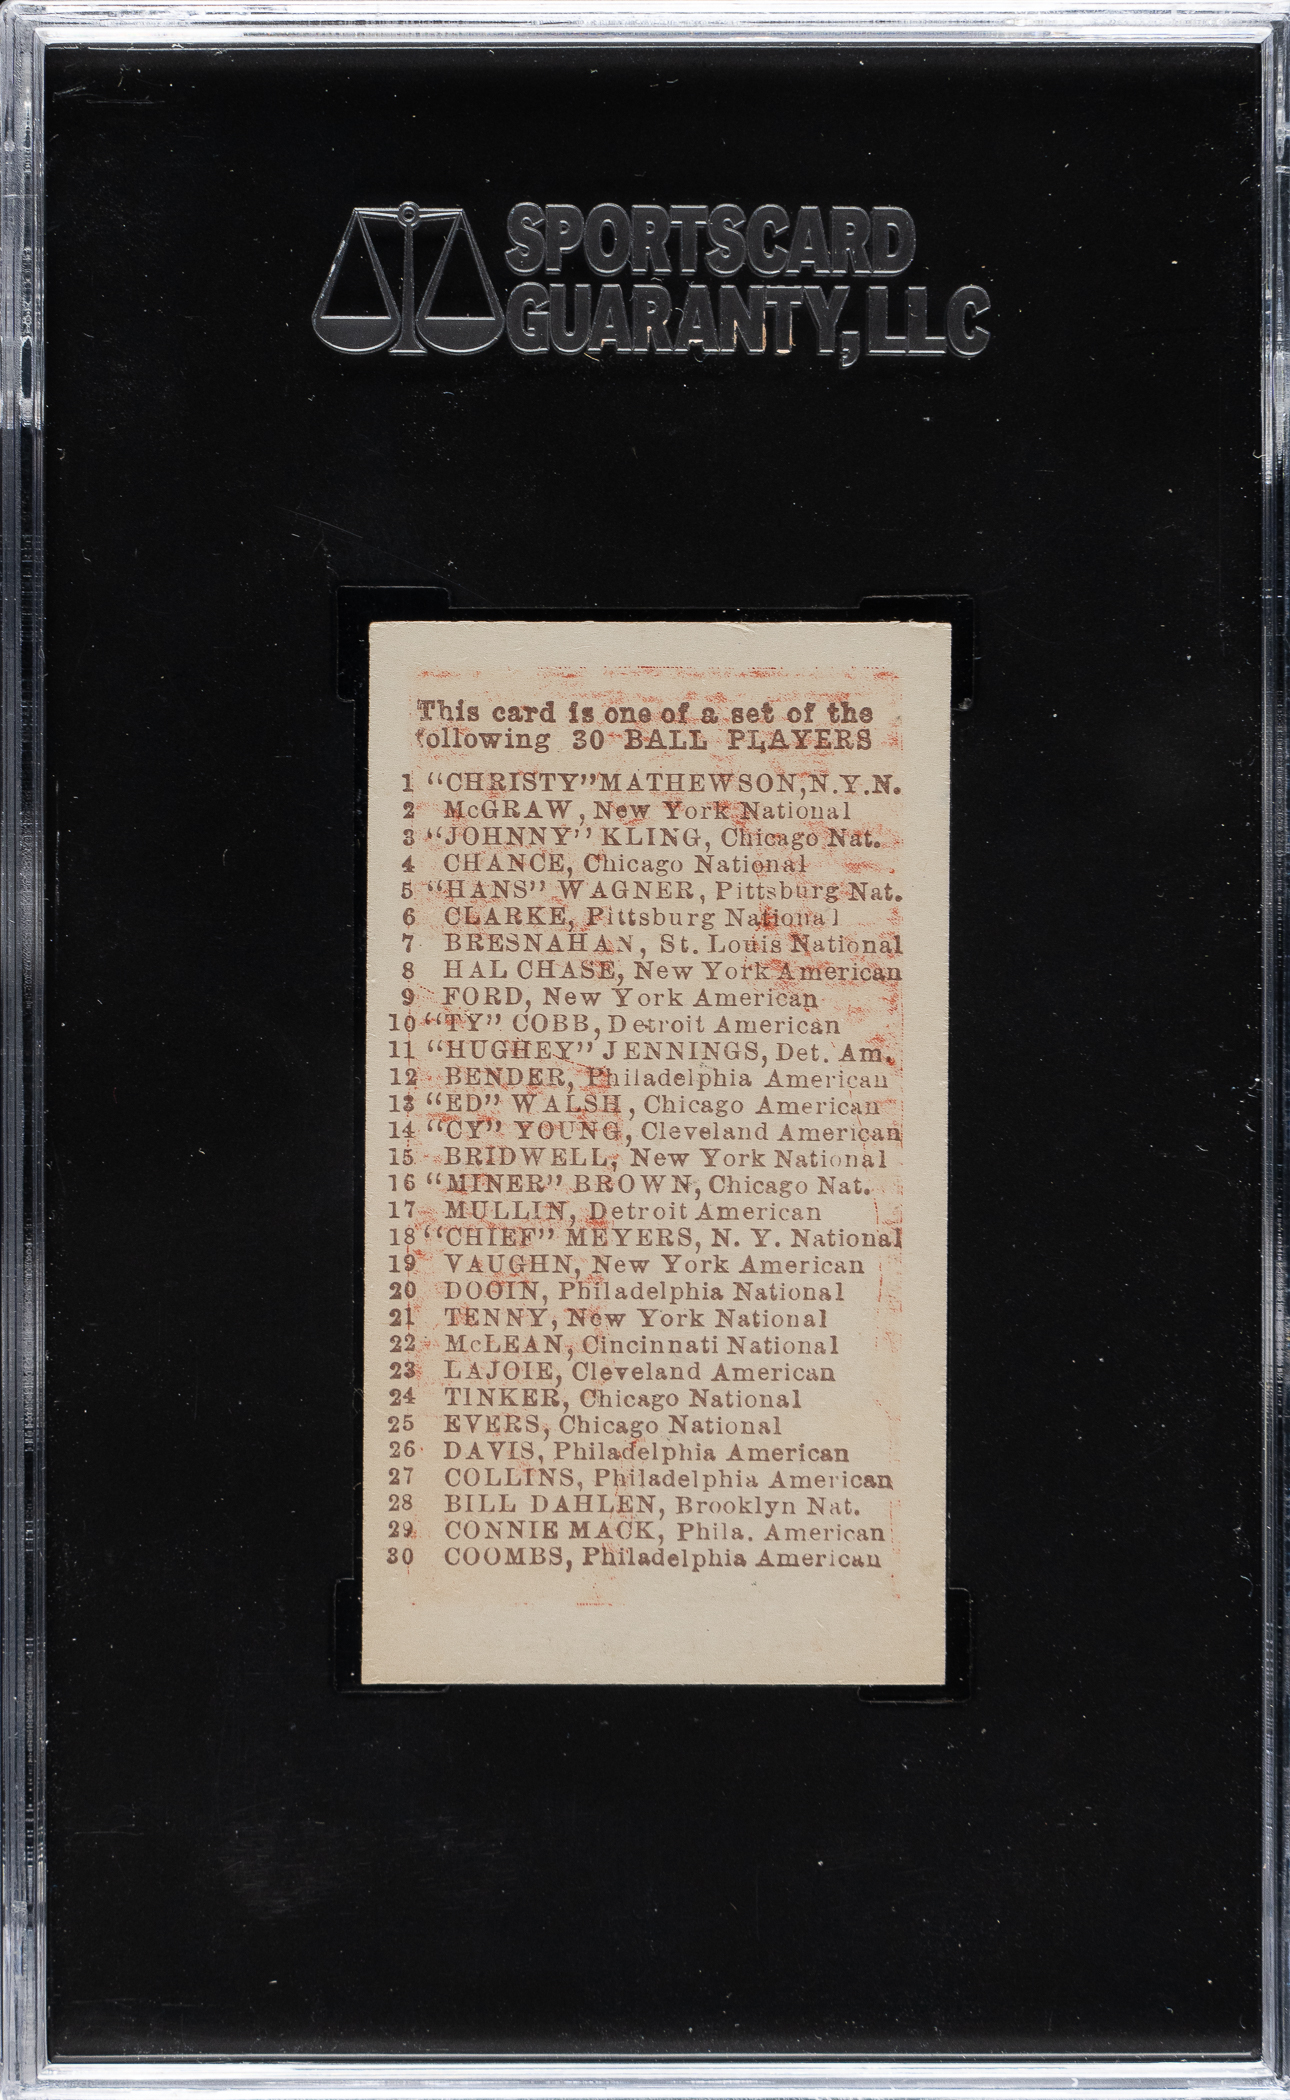 SPORTSCARD
GUARANTY, LLC
This card is one of a set of the
following 30 BALL PLAYERS
1 “CHRISTY” MATHEWSON, N.Y.N.
2 McGRAW, New York National
3 “JOHNNY” KLING, Chicago Nat.
4 CHANCE, Chicago National
5 “HANS” WAGNER, Pittsburg Nat.
6 CLARKE, Pittsburg National
7 BRESNAHAN, St. Louis National
8 HAL CHASE, New York American
9 FORD, New York American
10 “TY” COBB, Detroit American
11 “HUGHEY” JENNINGS, Det. Am.
12 BENDER, Philadelphia American
13 “ED” WALSH, Chicago American
14 “CY” YOUNG, Cleveland American
15 BRIDWELL, New York National
16 “MINER” BROWN, Chicago Nat.
17 MULLIN, Detroit American
18 “CHIEF” MEYERS, N. Y. National
19 VAUGHN, New York American
20 DOOIN, Philadelphia National
21 TENNY, New York National
22 McLEAN, Cincinnati National
23 LAJOIE, Cleveland American
24 TINKER, Chicago National
25 EVERS, Chicago National
26 DAVIS, Philadelphia American
27 COLLINS, Philadelphia American
28 BILL DAHLEN, Brooklyn Nat.
29 CONNIE MACK, Phila. American
30 COOMBS, Philadelphia American